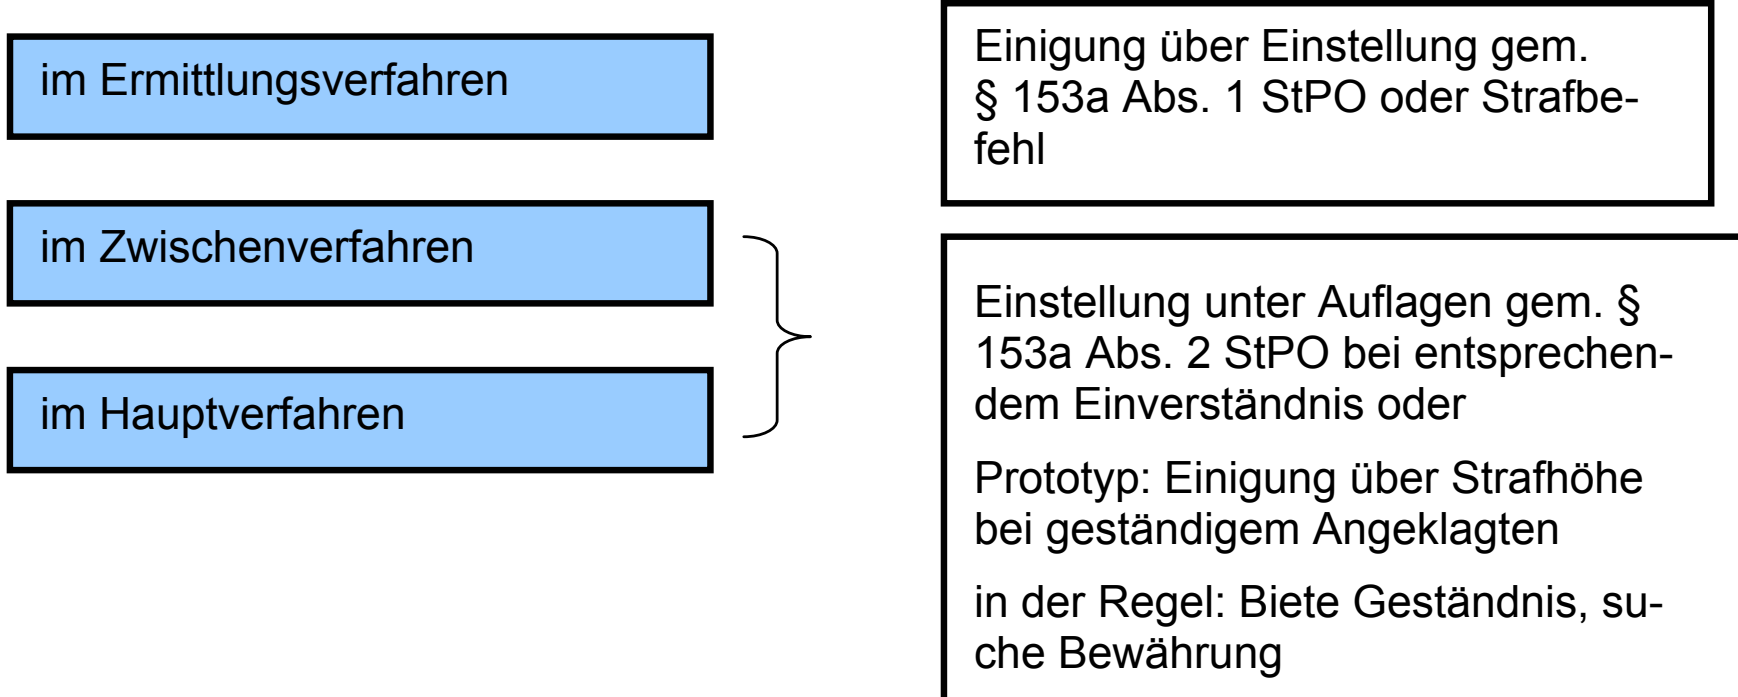 im Ermittlungsverfahren
Einigung über Einstellung gem.
§ 153a Abs. 1 StPO oder Strafbe-
fehl
im Zwischenverfahren
im Hauptverfahren
Einstellung unter Auflagen gem. §
153a Abs. 2 StPO bei entsprechen-
dem Einverständnis oder
Prototyp: Einigung über Strafhöhe
bei geständigem Angeklagten
in der Regel: Biete Geständnis, su-
che Bewährung